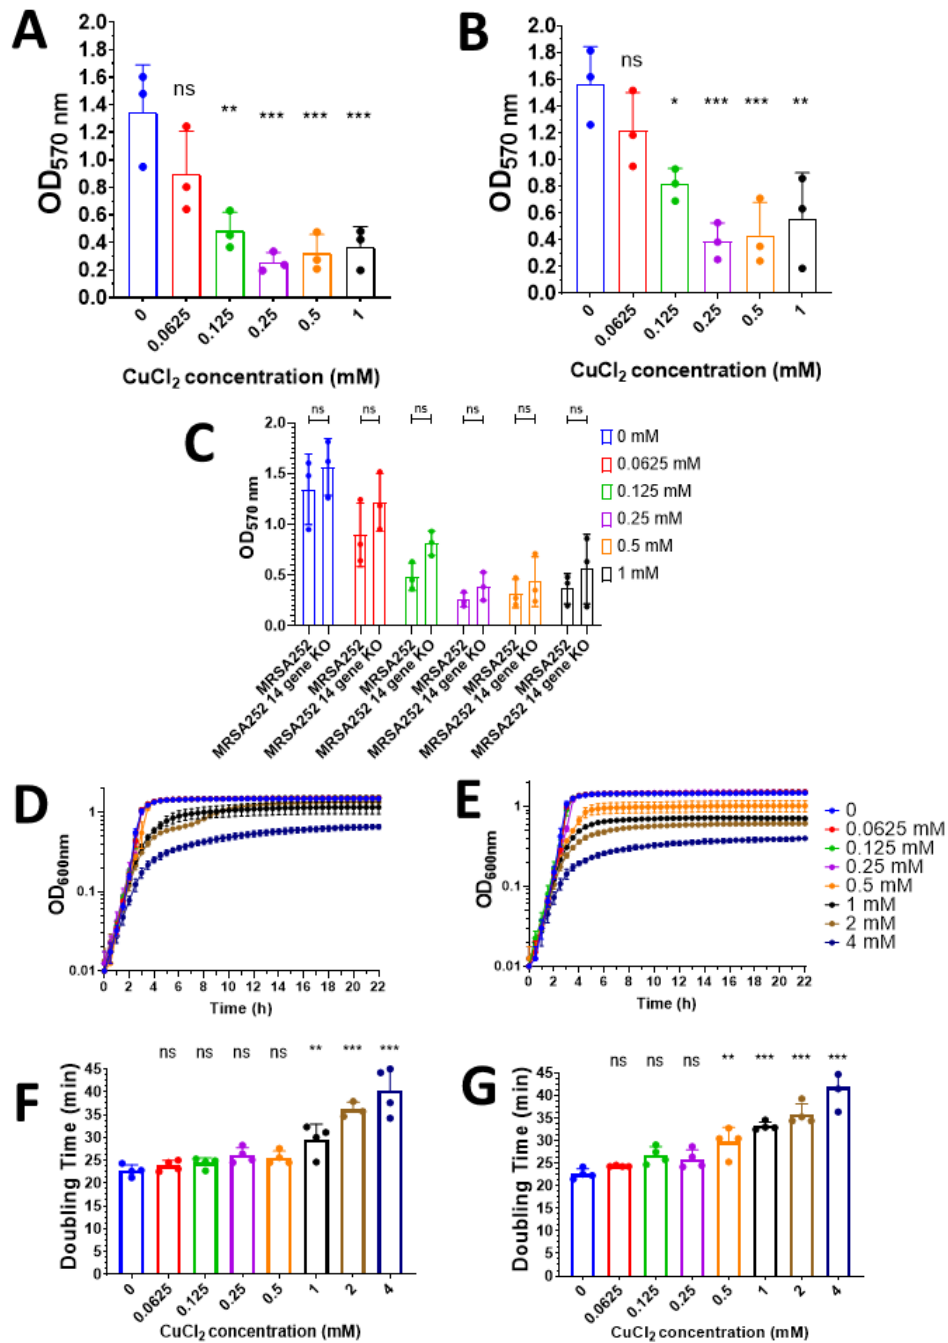 A
OD570 nm
2.0
1.8
1.6
1.4
1.2
1.0
0.8
0.6
0.4
0.2
0.0
ns
**
***
***
***
0
0.0625
0.125
0.25
0.5
1
CuCl2 concentration (mM)
B
OD570 nm
2.0
1.8
1.6
1.4
1.2
1.0
0.8
0.6
0.4
0.2
0.0
ns
*
***
***
**
0
0.0625
0.125
0.25
0.5
1
CuCl2 concentration (mM)
C
OD570 nm
2.0
1.5
1.0
0.5
0.0
ns
ns
ns
ns
ns
ns
MRSA252
MRSA252 14 gene KO
MRSA252
MRSA252 14 gene KO
MRSA252
MRSA252 14 gene KO
MRSA252
MRSA252 14 gene KO
MRSA252
MRSA252 14 gene KO
MRSA252
MRSA252 14 gene KO
0 mM
0.0625 mM
0.125 mM
0.25 mM
0.5 mM
1 mM
D
OD600nm
1
0.1
0.01
0 2 4 6 8 10 12 14 16 18 20 22
Time (h)
E
OD600nm
1
0.1
0.01
0 2 4 6 8 10 12 14 16 18 20 22
Time (h)
0
0.0625 mM
0.125 mM
0.25 mM
0.5 mM
1 mM
2 mM
4 mM
F
Doubling Time (min)
45
40
35
30
25
20
15
10
5
0
ns
ns
ns
ns
**
***
***
0
0.0625
0.125
0.25
0.5
1
2
4
CuCl2 concentration (mM)
G
Doubling Time (min)
45
40
35
30
25
20
15
10
5
0
ns
ns
ns
**
***
***
***
0
0.0625
0.125
0.25
0.5
1
2
4
CuCl2 concentration (mM)